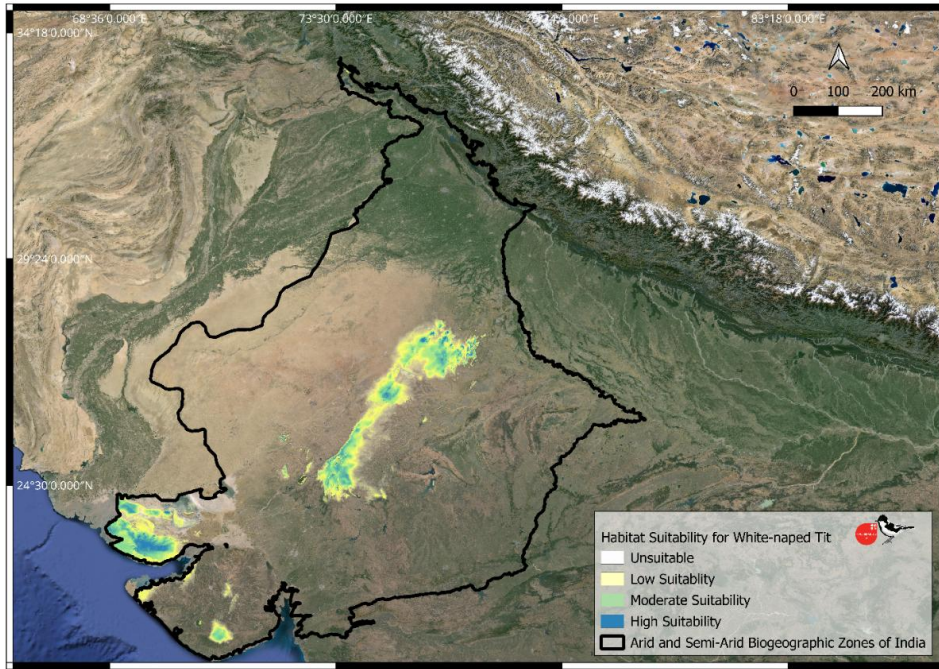 68°36'0.000"E
73°30'0.000"E
83°18'0.000"E
34°18'0.000"N
0 100 200 km
29°24'0.000"N
24°30'0.000"N
Habitat Suitability for White-naped Tit
Unsuitable
Low Suitablity
Moderate Suitability
High Suitability
Arid and Semi-Arid Biogeographic Zones of India